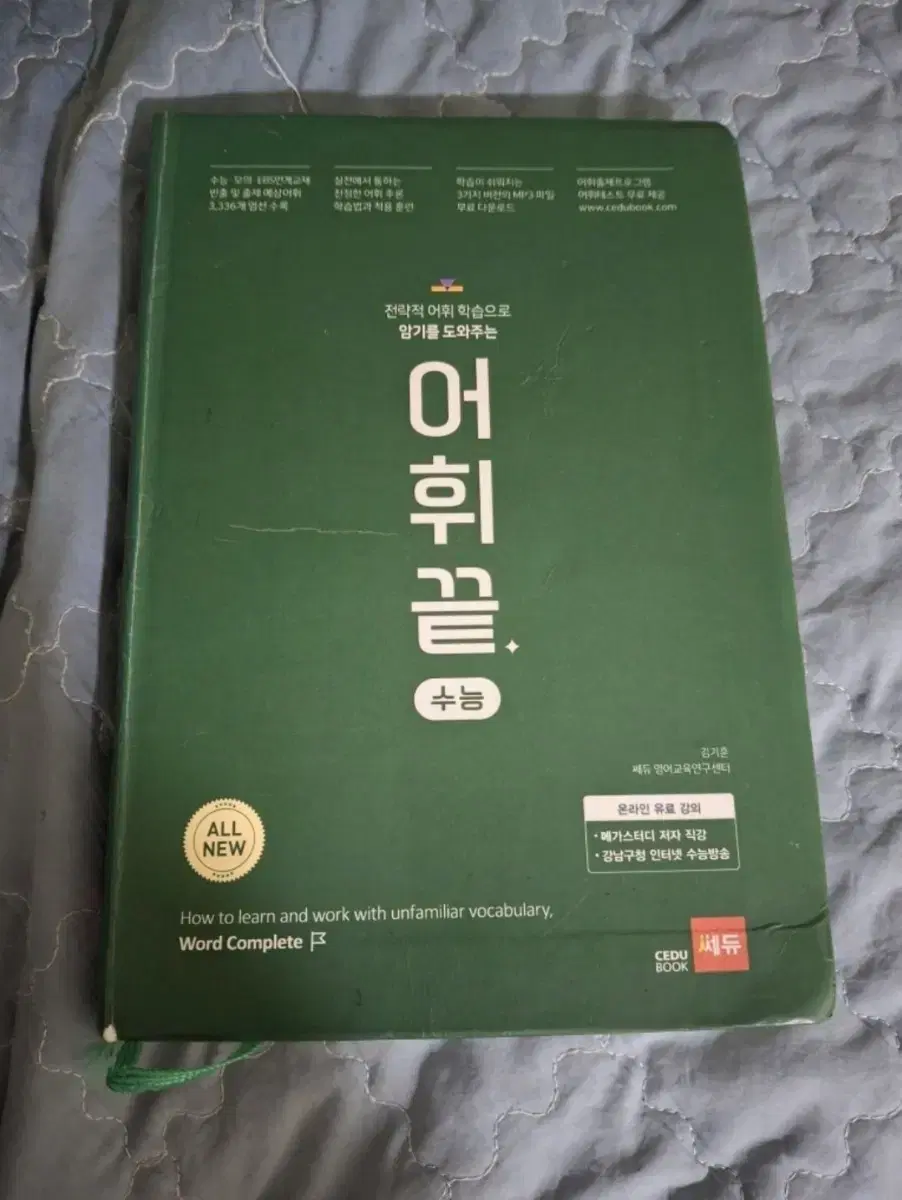 수능·모의·EBS연계교재
빈출 및 출제 예상어휘
3,336개 엄선 수록
실전에서 통하는
진정한 어휘 추론
학습법과 적용 훈련
학습이 쉬워지는
3가지 버전의 MP3 파일
무료 다운로드
어휘출제프로그램
어휘테스트 무료 제공
www.cedubook.com
전략적 어휘 학습으로
암기를 도와주는
어
휘
끝
수능
김기훈
쎄듀 영어교육연구센터
온라인 유료 강의
• 메가스터디 저자 직강
• 강남구청 인터넷 수능방송
ALL
NEW
How to learn and work with unfamiliar vocabulary,
Word Complete
CEDU
BOOK
쎄듀